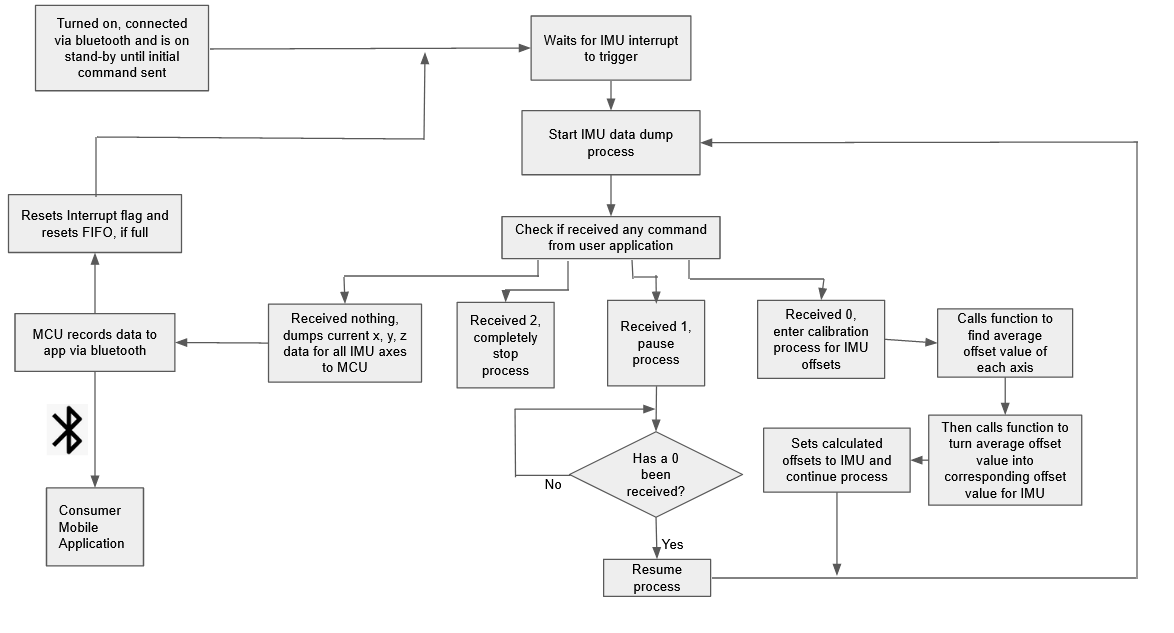 Turned on, connected
via bluetooth and is on
stand-by until initial
command sent
Waits for IMU interrupt
to trigger
Start IMU data dump
process
Resets Interrupt flag and
resets FIFO, if full
Check if received any command
from user application
MCU records data to
app via bluetooth
Received nothing,
dumps current x, y, z
data for all IMU axes
to MCU
Received 2,
completely
stop
process
Received 1,
pause
process
Received 0,
enter calibration
process for IMU
offsets
Calls function to
find average
offset value of
each axis
Then calls function to
turn average offset
value into
corresponding offset
value for IMU
Sets calculated
offsets to IMU and
continue process
Has a 0
been
received?
No
Yes
Consumer
Mobile
Application
Resume
process